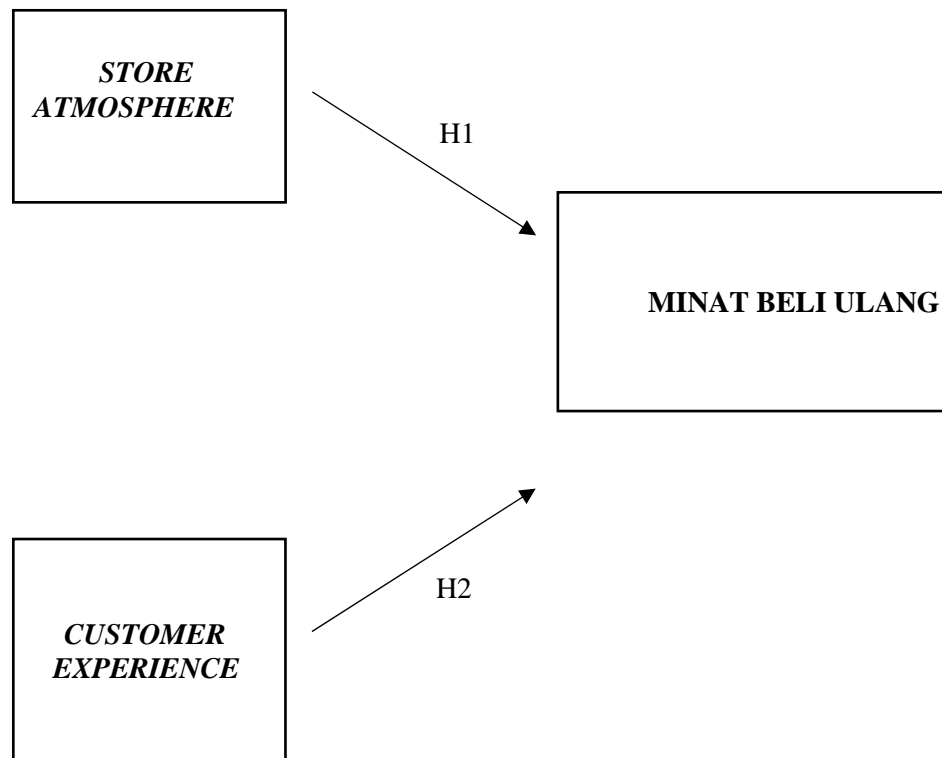 STORE
ATMOSPHERE
H1
MINAT BELI ULANG
H2
CUSTOMER
EXPERIENCE